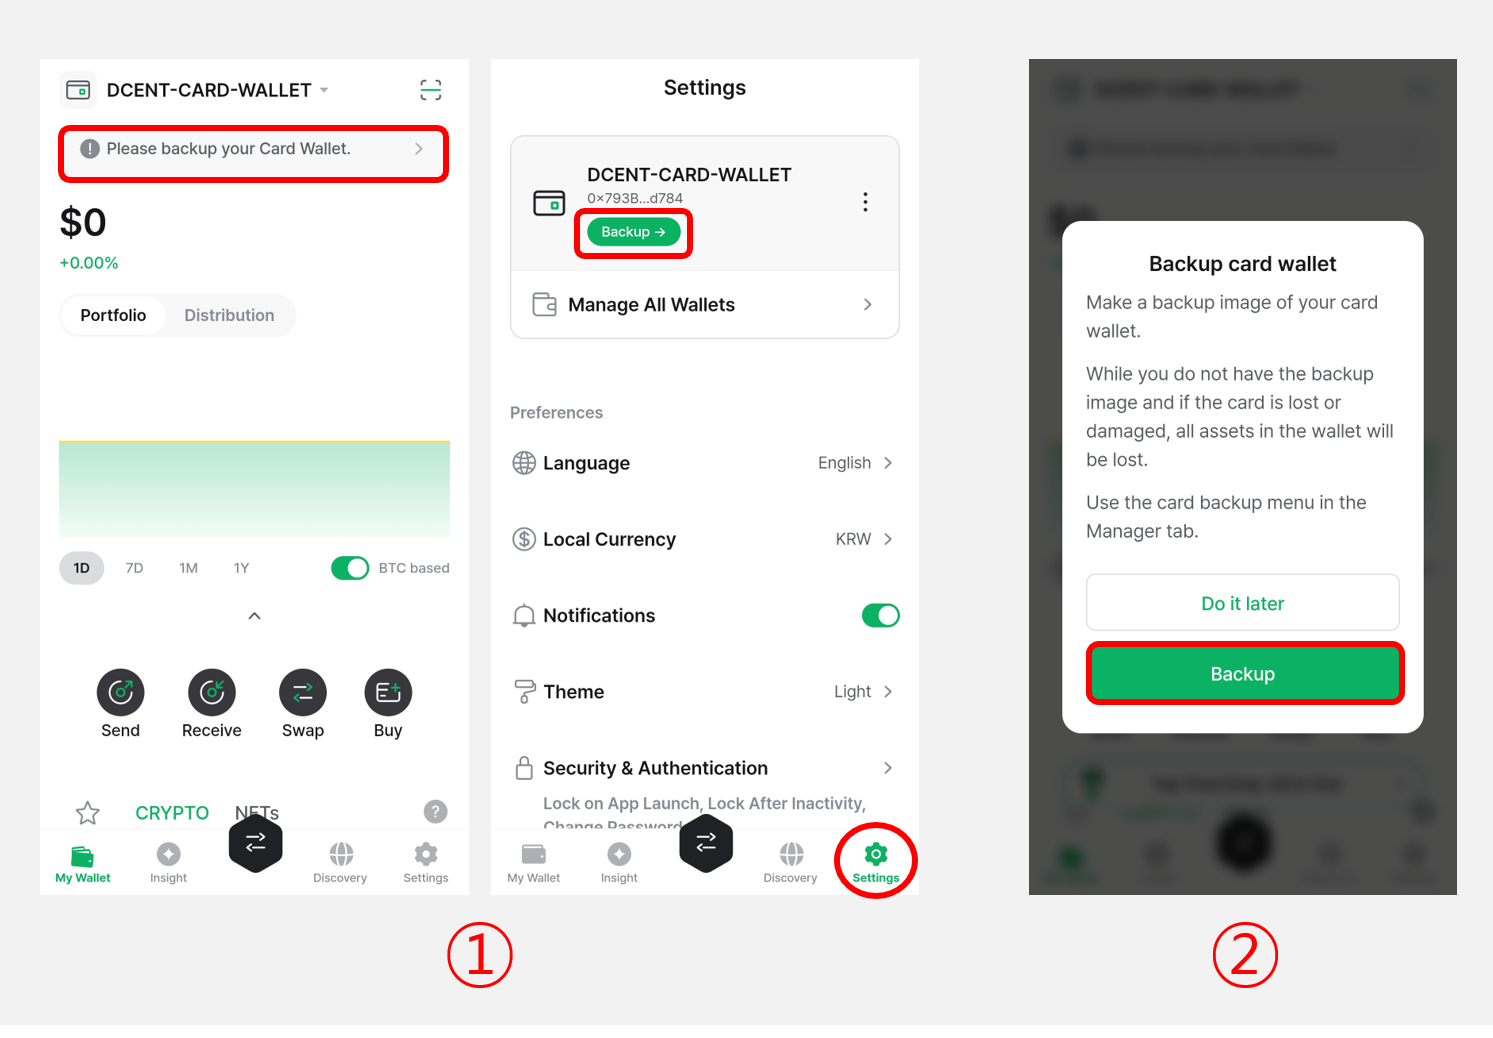 DCENT-CARD-WALLET
Please backup your Card Wallet.
$0
+0.00%
Portfolio
Distribution
1D
7D
1M
1Y
BTC based
Send
Receive
Swap
Buy
CRYPTO
NFTs
?
My Wallet
Insight
Discovery
Settings
Settings
DCENT-CARD-WALLET
0x793B...d784
Backup →
Manage All Wallets
Preferences
Language
English
Local Currency
KRW
Notifications
Theme
Light
Security & Authentication
Lock on App Launch, Lock After Inactivity,
Change Password
My Wallet
Insight
Discovery
Settings
①
Backup card wallet
Make a backup image of your card
wallet.
While you do not have the backup
image and if the card is lost or
damaged, all assets in the wallet will
be lost.
Use the card backup menu in the
Manager tab.
Do it later
Backup
②